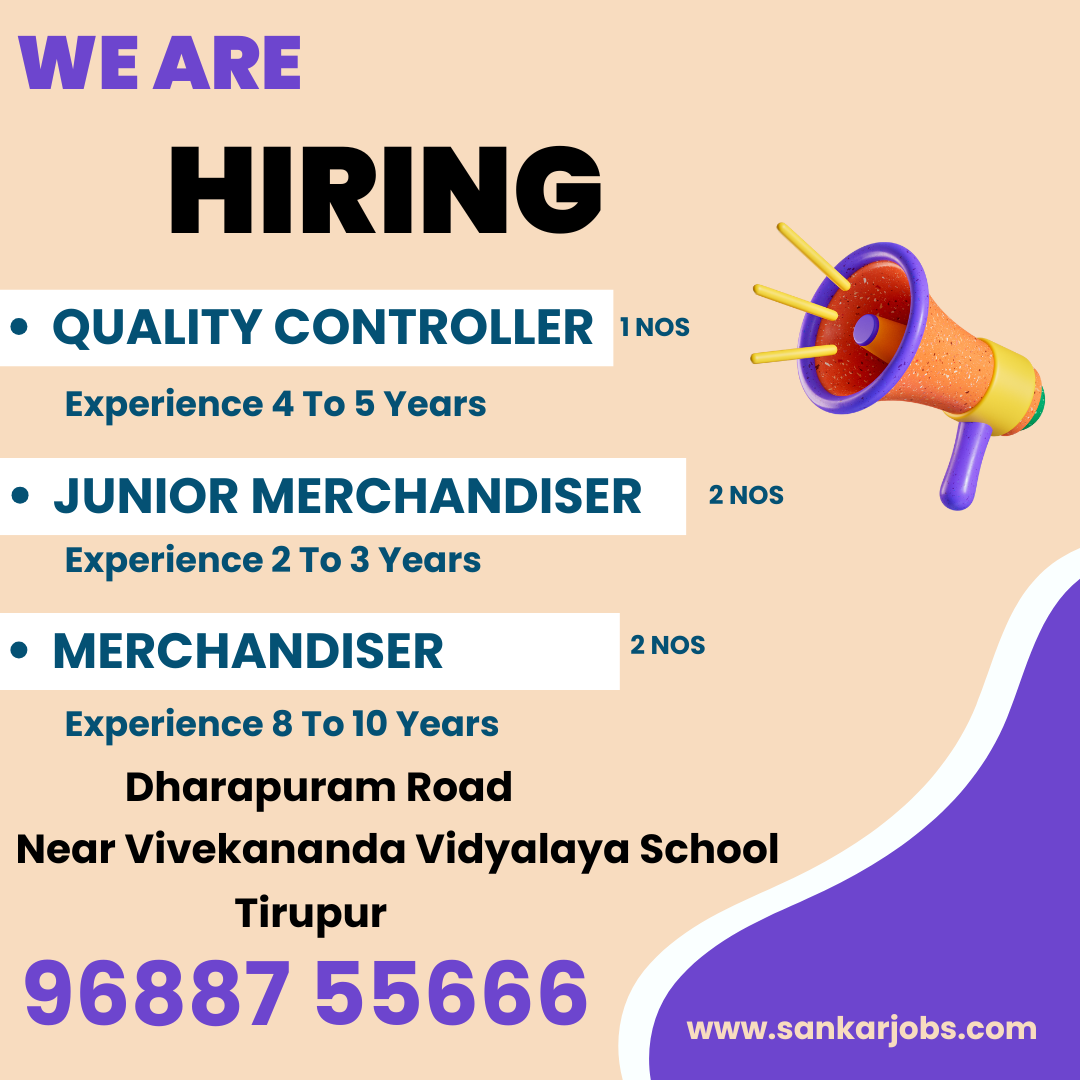 WE ARE
HIRING
• QUALITY CONTROLLER 1 NOS
Experience 4 To 5 Years
• JUNIOR MERCHANDISER 2 NOS
Experience 2 To 3 Years
• MERCHANDISER 2 NOS
Experience 8 To 10 Years
Dharapuram Road
Near Vivekananda Vidyalaya School
Tirupur
96887 55666
www.sankarjobs.com